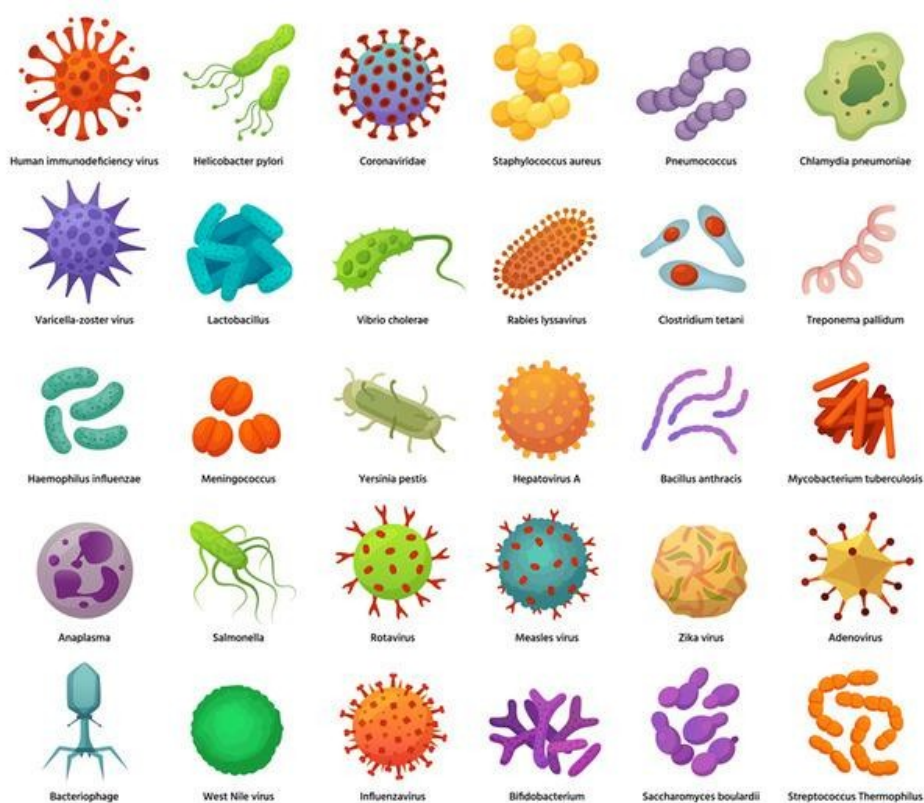 Human immunodeficiency virus
Helicobacter pylori
Coronaviridae
Staphylococcus aureus
Pneumococcus
Chlamydia pneumoniae
Varicella-zoster virus
Lactobacillus
Vibrio cholerae
Rabies lyssavirus
Clostridium tetani
Treponema pallidum
Haemophilus influenzae
Meningococcus
Yersinia pestis
Hepatovirus A
Bacillus anthracis
Mycobacterium tuberculosis
Anaplasma
Salmonella
Rotavirus
Measles virus
Zika virus
Adenovirus
Bacteriophage
West Nile virus
Influenzavirus
Bifidobacterium
Saccharomyces boulardii
Streptococcus Thermophilus